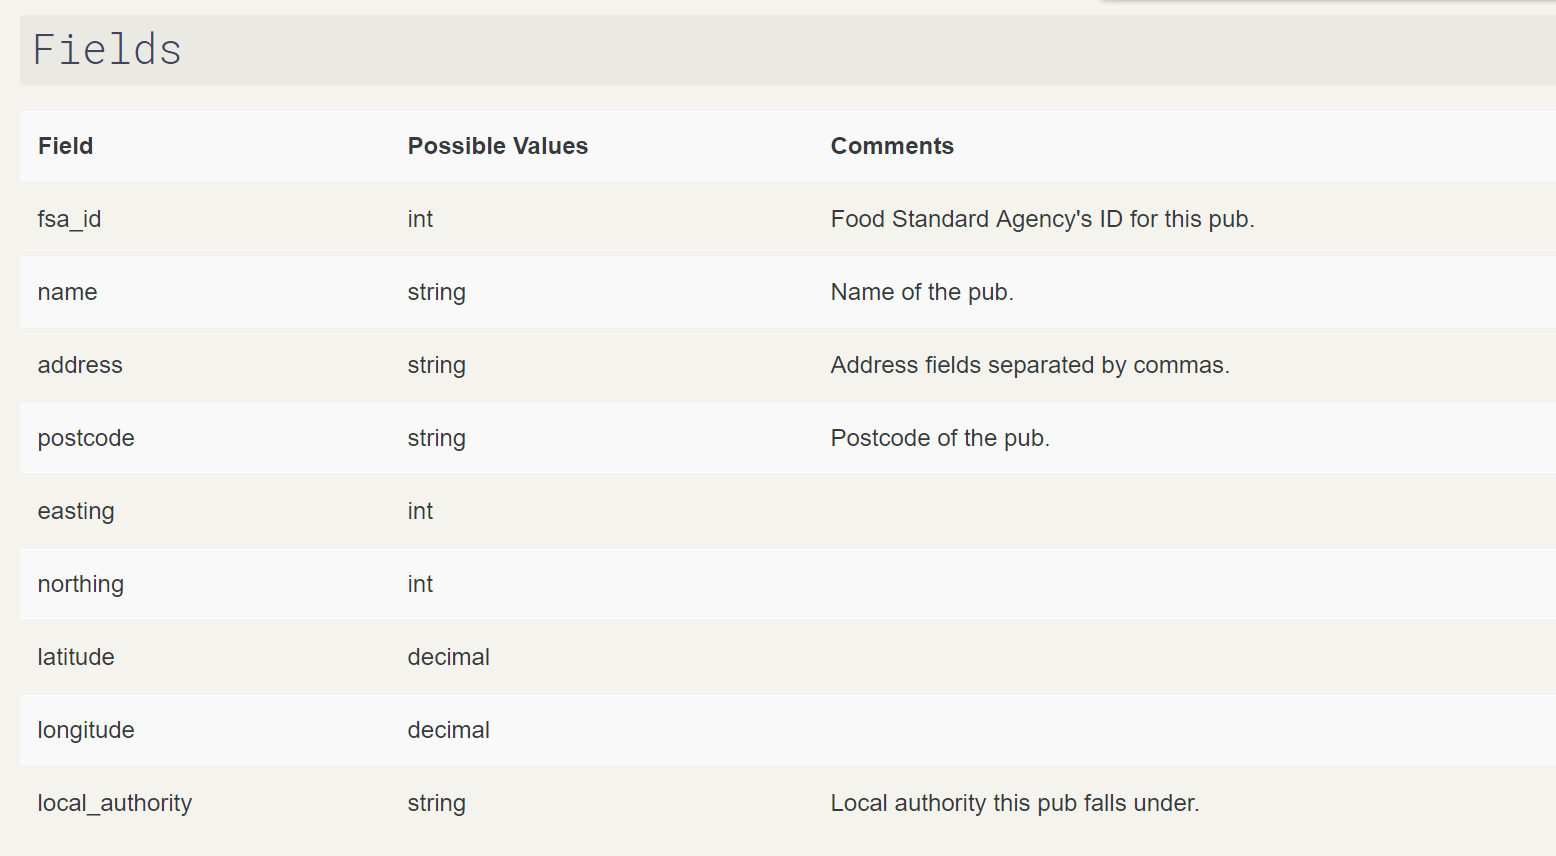 Fields
Field Possible Values Comments
fsa_id int Food Standard Agency's ID for this pub.
name string Name of the pub.
address string Address fields separated by commas.
postcode string Postcode of the pub.
easting int
northing int
latitude decimal
longitude decimal
local_authority string Local authority this pub falls under.